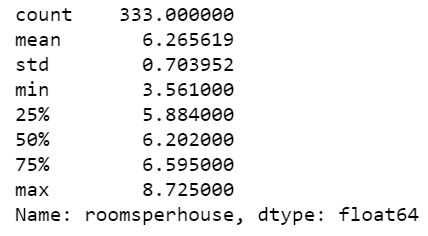 count    333.000000
mean       6.265619
std        0.703952
min        3.561000
25%        5.884000
50%        6.202000
75%        6.595000
max        8.725000
Name: roomsperhouse, dtype: float64